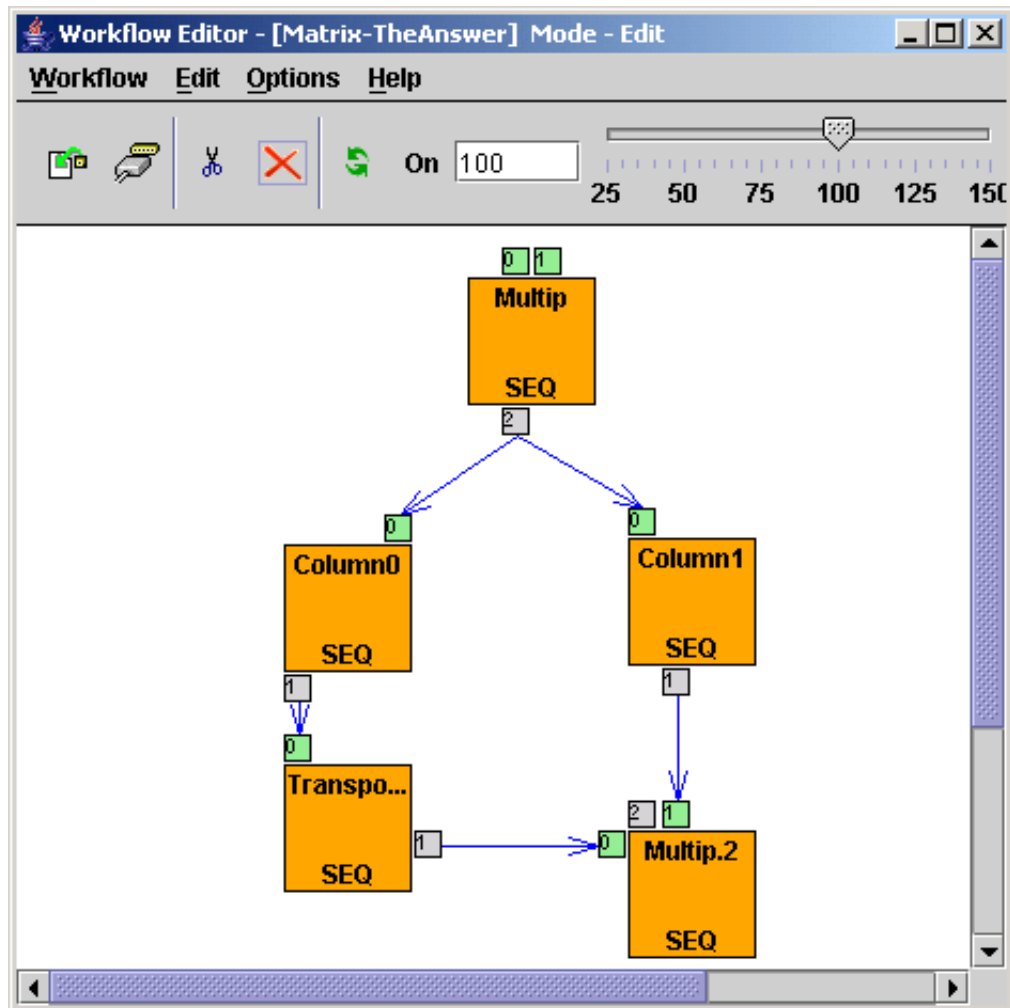 Workflow Editor - [Matrix-TheAnswer] Mode - Edit
Workflow Edit Options Help
On 100
25 50 75 100 125 150
0 1
Multip
SEQ
2
0 0
Column0 Column1
SEQ SEQ
1 1
0
Transpo... 2 1
1 0 Multip.2
SEQ SEQ